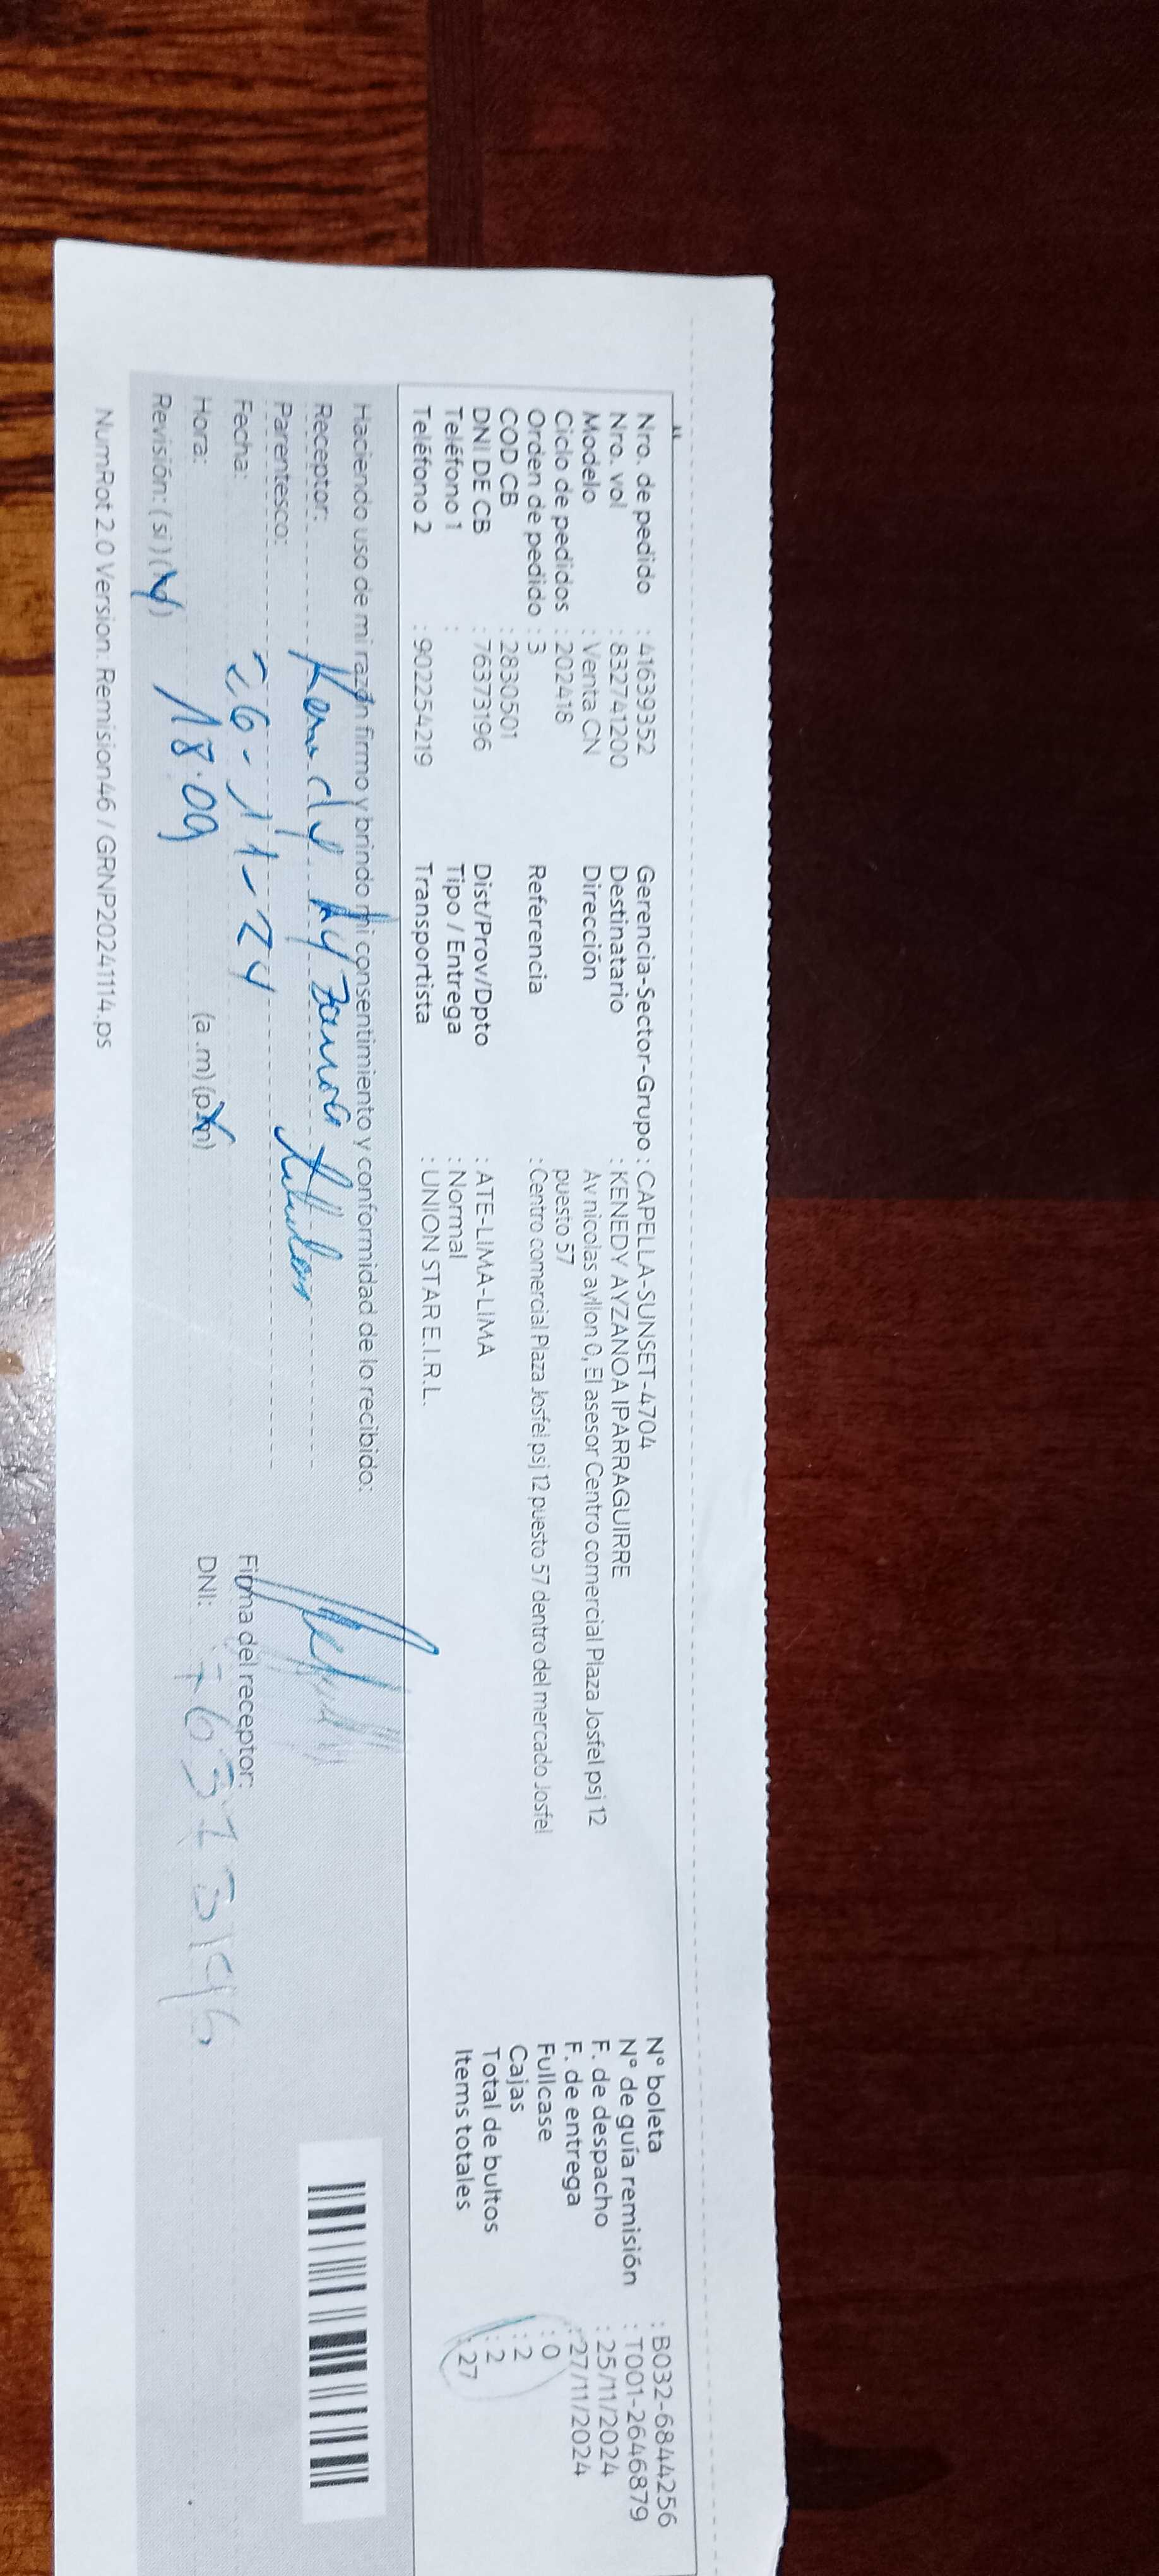 Nro. de pedido : 41639352
Nro. vol : 832741200
Modelo : Venta CN
Ciclo de pedidos : 202418
Orden de pedido : 3
COD CB : 2830501
DNI DE CB : 76373196
Teléfono 1 :
Teléfono 2 : 902254219
Gerencia-Sector-Grupo : CAPELLA-SUNSET-4704
Destinatario : KENEDY AYZANOA IPARRAGUIRRE
Dirección Av nicolas ayllon 0, El asesor Centro comercial Plaza Josfel psj 12
puesto 57
Referencia : Centro comercial Plaza Josfel psj 12 puesto 57 dentro del mercado Josfel
Dist/Prov/Dpto : ATE-LIMA-LIMA
Tipo / Entrega : Normal
Transportista : UNION STAR E.I.R.L.
N° boleta : B032-6844256
N° de guía remisión : T001-2646879
F. de despacho : 25/11/2024
F. de entrega : 27/11/2024
Fullcase : 0
Cajas : 2
Total de bultos : 2
Items totales : 27
Haciendo uso de mi razón firmo y brindo mi consentimiento y conformidad de lo recibido:
Receptor: Kenedy Ayzanoa
Parentesco: titular
Fecha: 26-11-24
Hora: 18:09 (a.m) (p.m)
Revisión: (si) (
Firma del receptor:
DNI: 76373196
NumRot 2.0 Version: Remision46 / GRNP20241114.ps